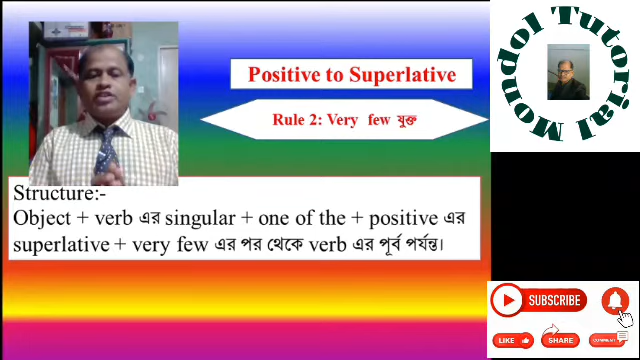 Positive to Superlative
Rule 2: Very few যুক্ত
Structure:-
Object + verb এর singular + one of the + positive এর
superlative + very few এর পর থেকে verb এর পূর্ব পর্যন্ত।
Mondol Tutorial
SUBSCRIBE
LIKE
SHARE
COMMENT